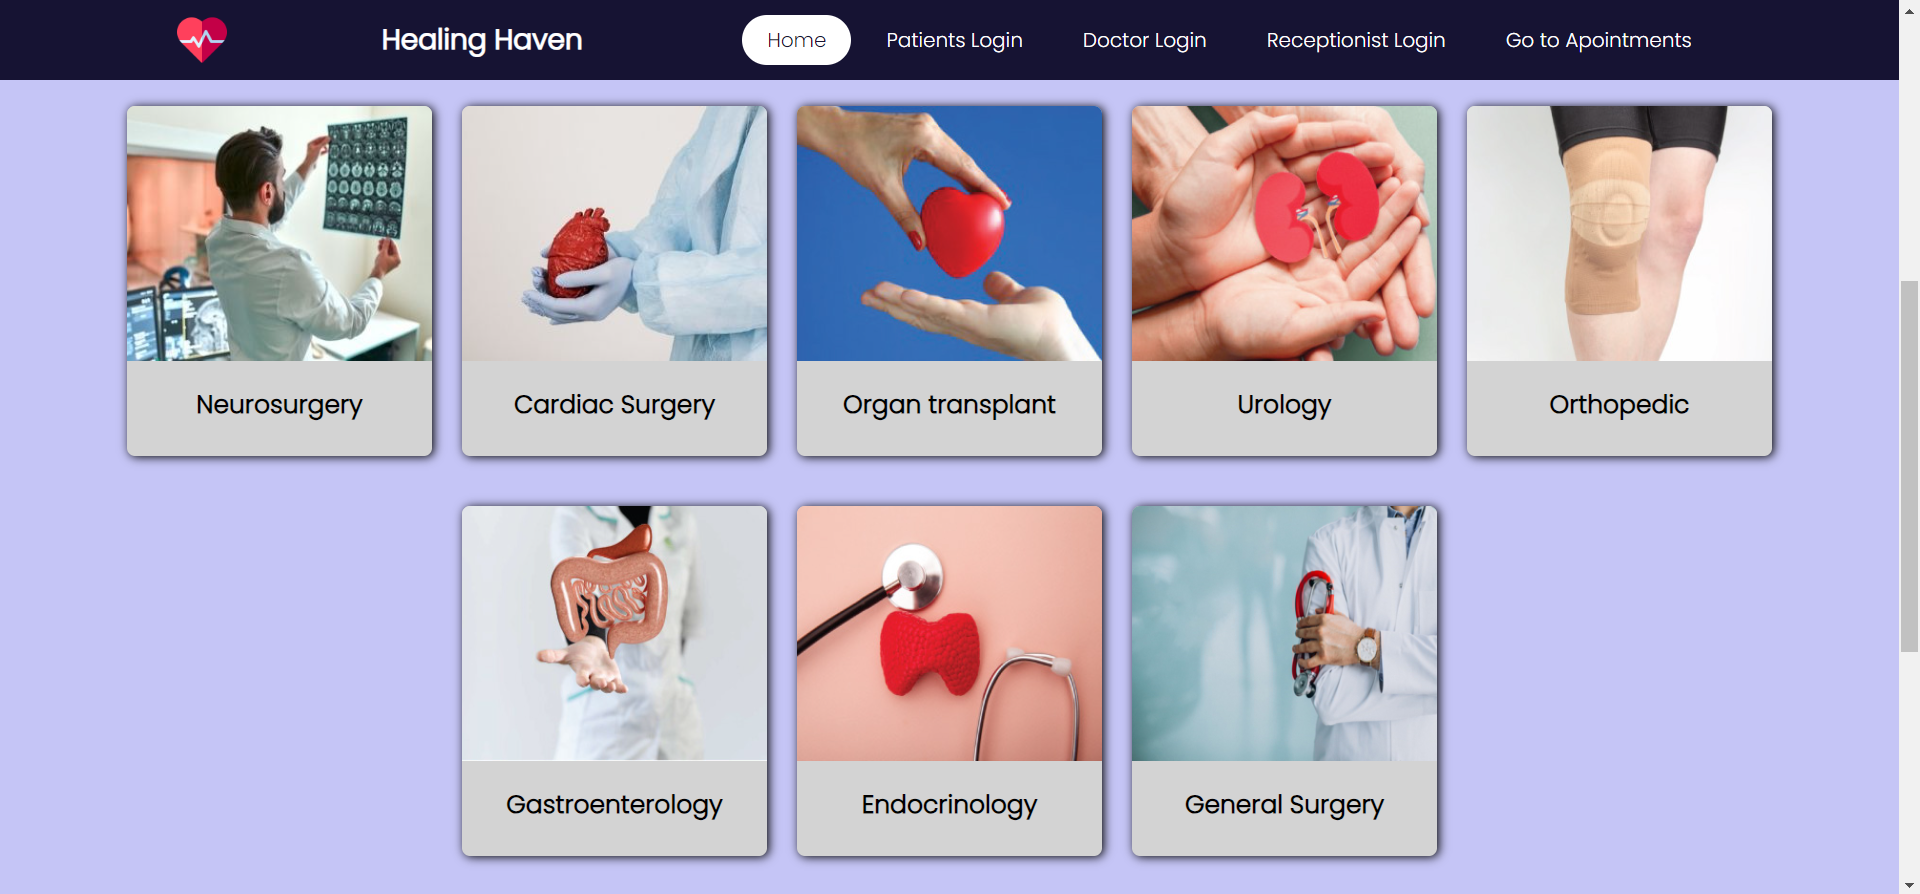 Healing Haven
Home
Patients Login
Doctor Login
Receptionist Login
Go to Apointments
Neurosurgery
Cardiac Surgery
Organ transplant
Urology
Orthopedic
Gastroenterology
Endocrinology
General Surgery